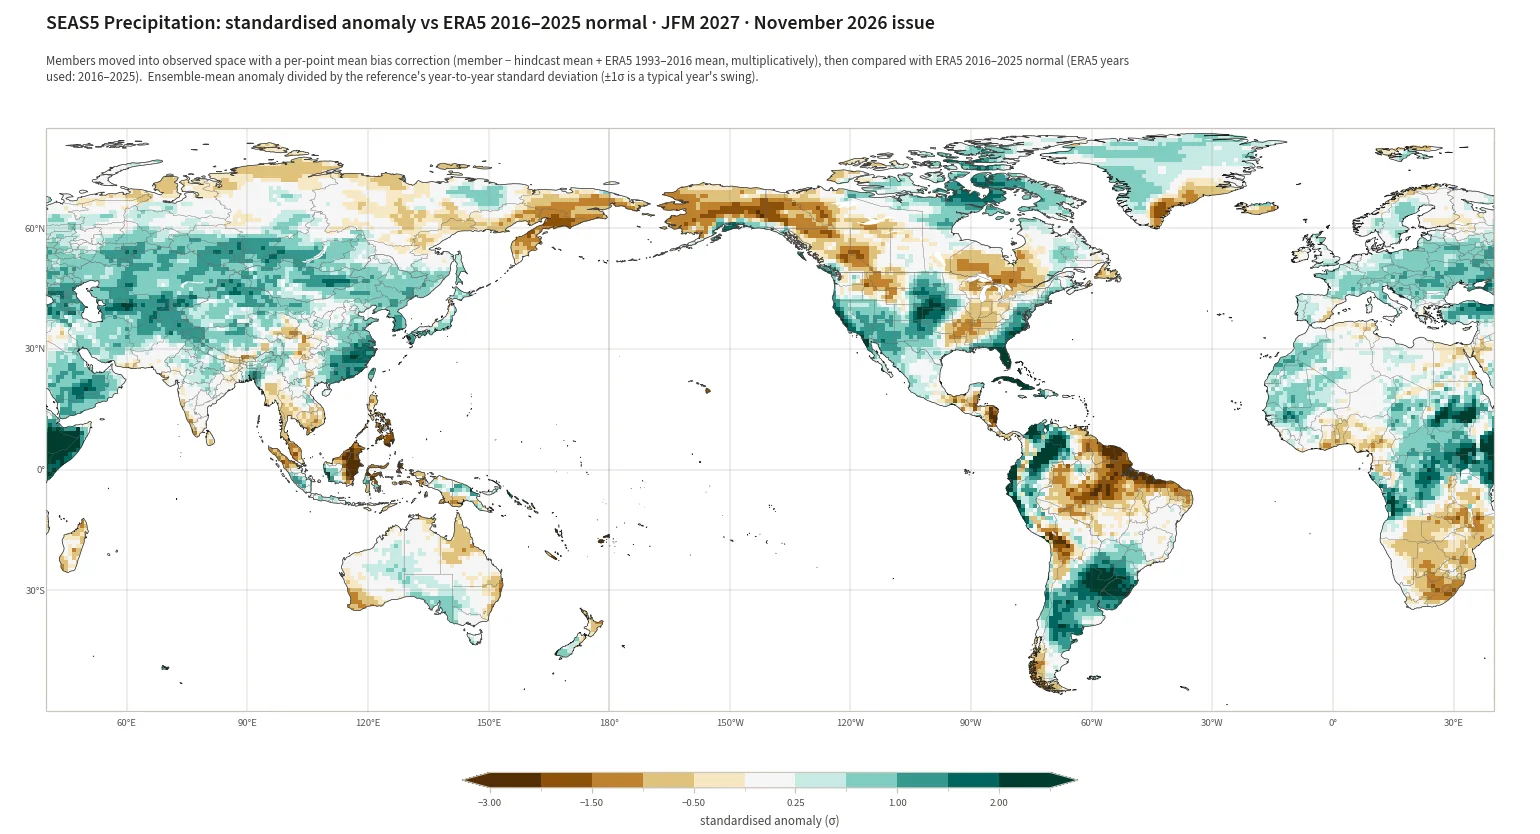 SEAS5 Precipitation: standardised anomaly vs ERA5 2016–2025 normal · JFM 2027 · November 2026 issue
Members moved into observed space with a per-point mean bias correction (member − hindcast mean + ERA5 1993–2016 mean, multiplicatively), then compared with ERA5 2016–2025 normal (ERA5 years
used: 2016–2025). Ensemble-mean anomaly divided by the reference's year-to-year standard deviation (±1σ is a typical year's swing).
60°N
30°N
0°
30°S
60°E 90°E 120°E 150°E 180° 150°W 120°W 90°W 60°W 30°W 0° 30°E
−3.00 −1.50 −0.50 0.25 1.00 2.00
standardised anomaly (σ)